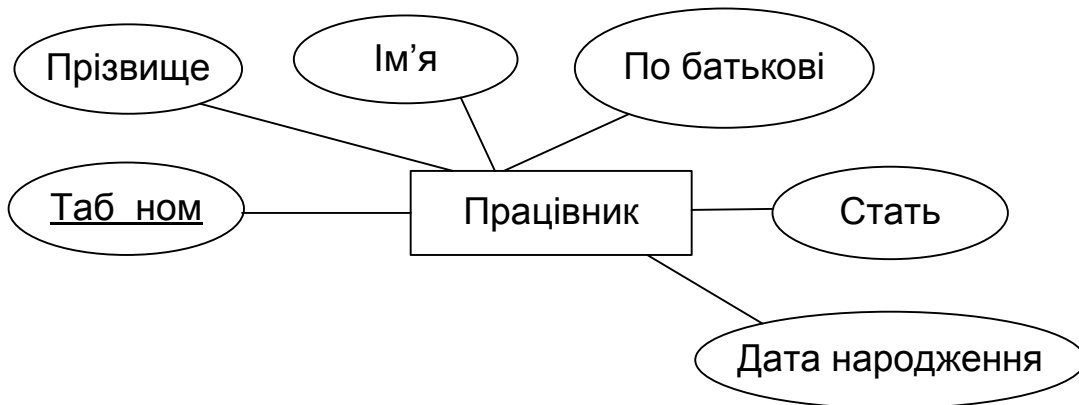 Прізвище
Ім’я
По батькові
Таб_ном
Працівник
Стать
Дата народження